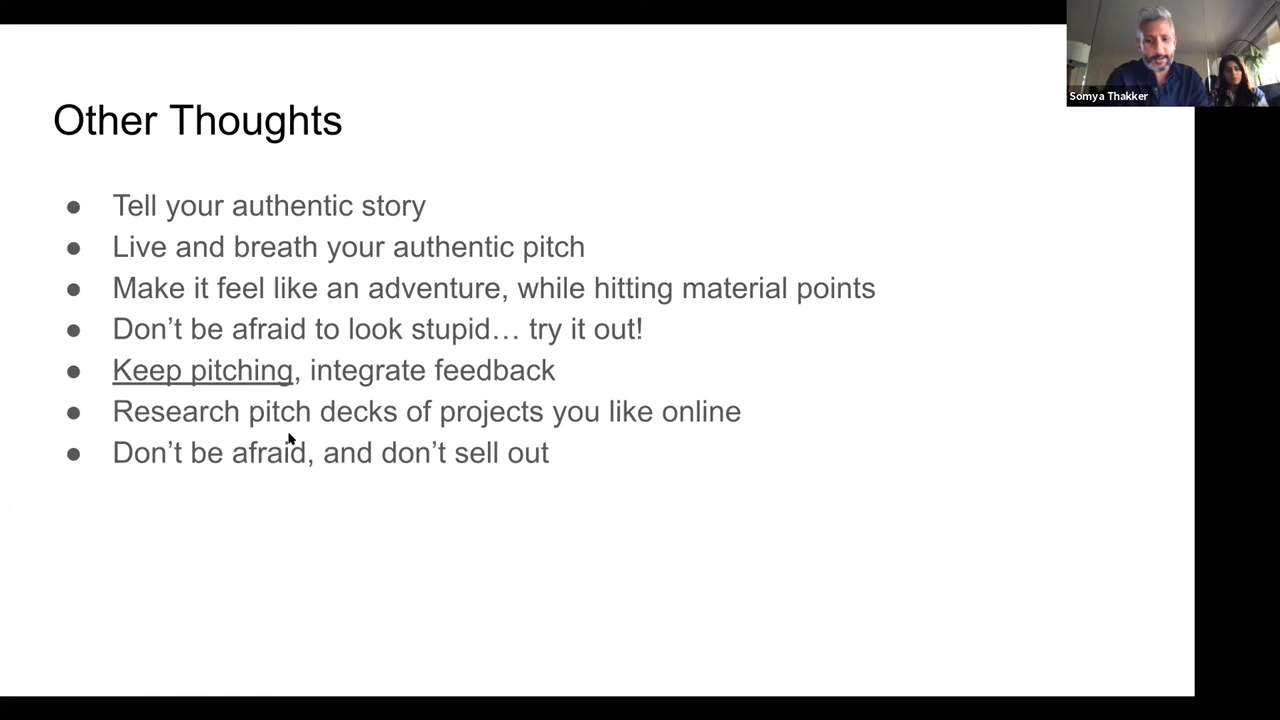 Somya Thakker
Other Thoughts
● Tell your authentic story
● Live and breath your authentic pitch
● Make it feel like an adventure, while hitting material points
● Don’t be afraid to look stupid… try it out!
● Keep pitching, integrate feedback
● Research pitch decks of projects you like online
● Don’t be afraid, and don’t sell out